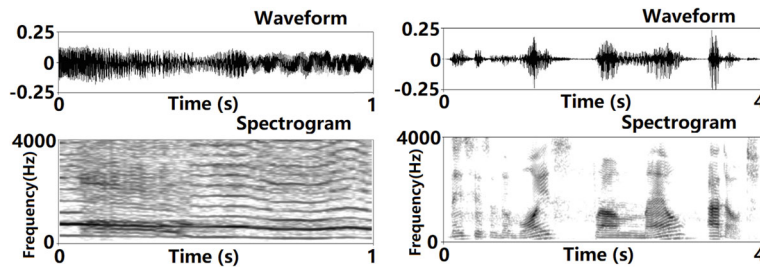 Waveform
0.25
0
-0.25
0
Time (s)
1
Spectrogram
4000
Frequency(Hz)
0
0
Time (s)
1
Waveform
0.25
0
-0.25
0
Time (s)
4
Spectrogram
4000
Frequency(Hz)
0
0
Time (s)
4